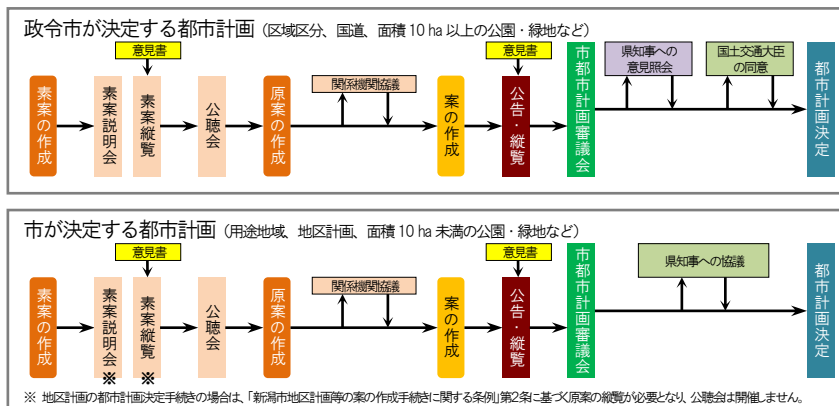 政令市が決定する都市計画（区域区分、国道、面積10ha以上の公園・緑地など）
意見書
意見書
素案の作成
素案説明会
素案縦覧
公聴会
原案の作成
関係機関協議
案の作成
公告・縦覧
市都市計画審議会
県知事への
意見照会
国土交通大臣
の同意
都市計画決定
市が決定する都市計画（用途地域、地区計画、面積10ha未満の公園・緑地など）
意見書
意見書
素案の作成
素案説明会※
素案縦覧※
公聴会
原案の作成
関係機関協議
案の作成
公告・縦覧
市都市計画審議会
県知事への協議
都市計画決定
※ 地区計画の都市計画決定手続きの場合は、「新潟市地区計画等の案の作成手続きに関する条例」第2条に基づく原案の縦覧が必要となり、公聴会は開催しません。